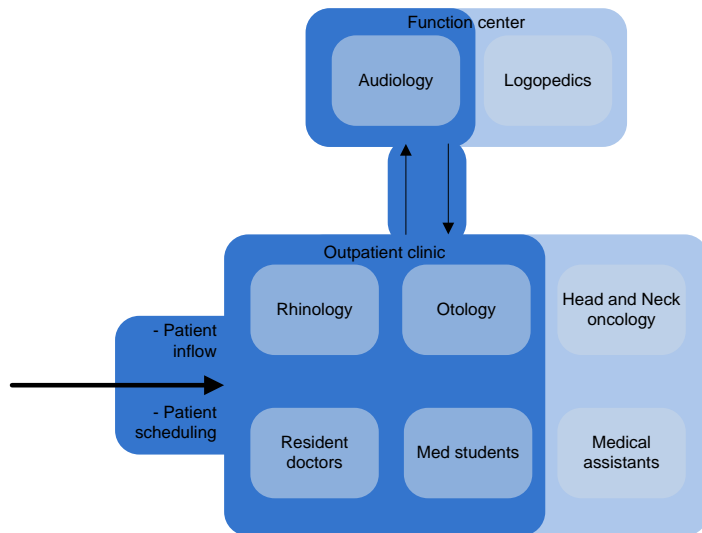 Function center
Audiology
Logopedics
Outpatient clinic
Rhinology
Otology
Head and Neck
oncology
- Patient
inflow
- Patient
scheduling
Resident
doctors
Med students
Medical
assistants